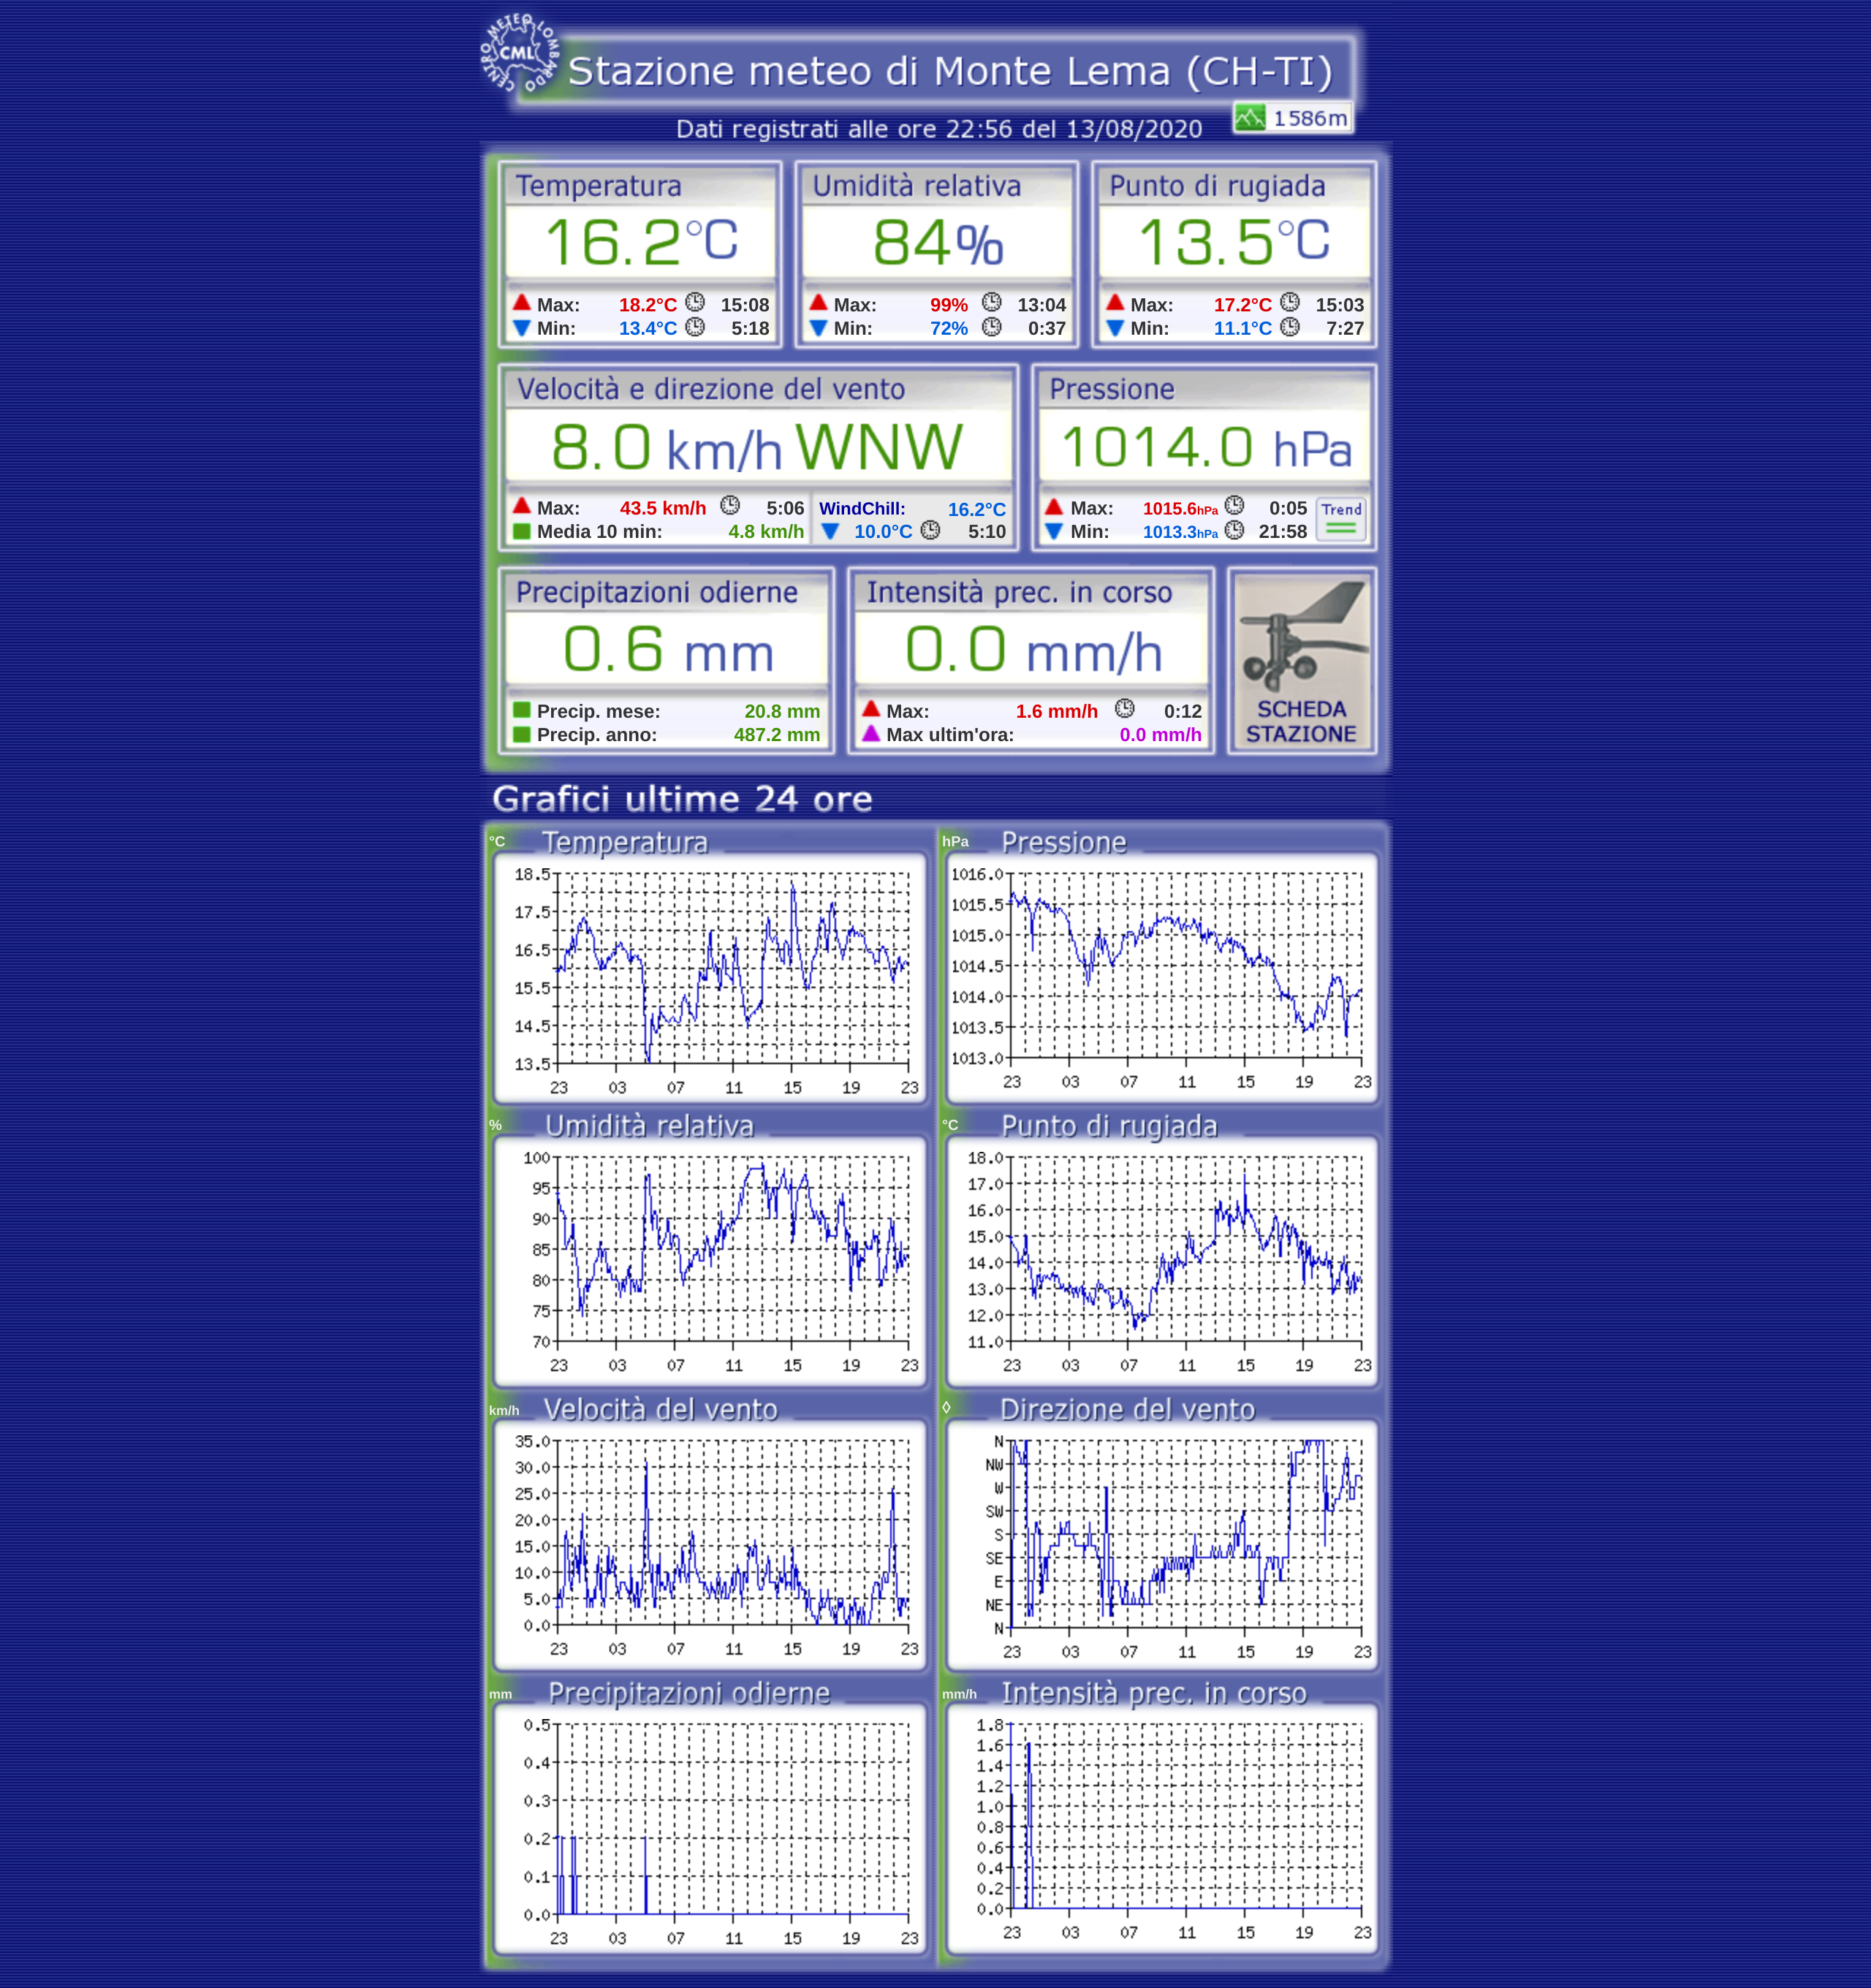 CENTRO METEO LOMBARDO
CML
Stazione meteo di Monte Lema (CH-TI)
1586m
Dati registrati alle ore 22:56 del 13/08/2020
Temperatura
16.2°C
Max: 18.2°C 15:08
Min: 13.4°C 5:18
Umidità relativa
84%
Max: 99% 13:04
Min: 72% 0:37
Punto di rugiada
13.5°C
Max: 17.2°C 15:03
Min: 11.1°C 7:27
Velocità e direzione del vento
8.0 km/h WNW
Max: 43.5 km/h 5:06
Media 10 min: 4.8 km/h
WindChill: 16.2°C
10.0°C 5:10
Pressione
1014.0 hPa
Max: 1015.6hPa 0:05
Min: 1013.3hPa 21:58
Trend
Precipitazioni odierne
0.6 mm
Precip. mese: 20.8 mm
Precip. anno: 487.2 mm
Intensità prec. in corso
0.0 mm/h
Max: 1.6 mm/h 0:12
Max ultim'ora: 0.0 mm/h
SCHEDA
STAZIONE
Grafici ultime 24 ore
°C Temperatura
18.5
17.5
16.5
15.5
14.5
13.5
23 03 07 11 15 19 23
hPa Pressione
1016.0
1015.5
1015.0
1014.5
1014.0
1013.5
1013.0
23 03 07 11 15 19 23
% Umidità relativa
100
95
90
85
80
75
70
23 03 07 11 15 19 23
°C Punto di rugiada
18.0
17.0
16.0
15.0
14.0
13.0
12.0
11.0
23 03 07 11 15 19 23
km/h Velocità del vento
35.0
30.0
25.0
20.0
15.0
10.0
5.0
0.0
23 03 07 11 15 19 23
◊ Direzione del vento
N
NW
W
SW
S
SE
E
NE
N
23 03 07 11 15 19 23
mm Precipitazioni odierne
0.5
0.4
0.3
0.2
0.1
0.0
23 03 07 11 15 19 23
mm/h Intensità prec. in corso
1.8
1.6
1.4
1.2
1.0
0.8
0.6
0.4
0.2
0.0
23 03 07 11 15 19 23